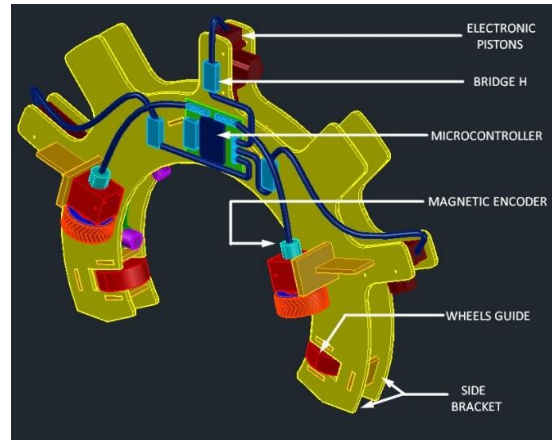 ELECTRONIC
PISTONS
BRIDGE H
MICROCONTROLLER
MAGNETIC ENCODER
WHEELS GUIDE
SIDE
BRACKET